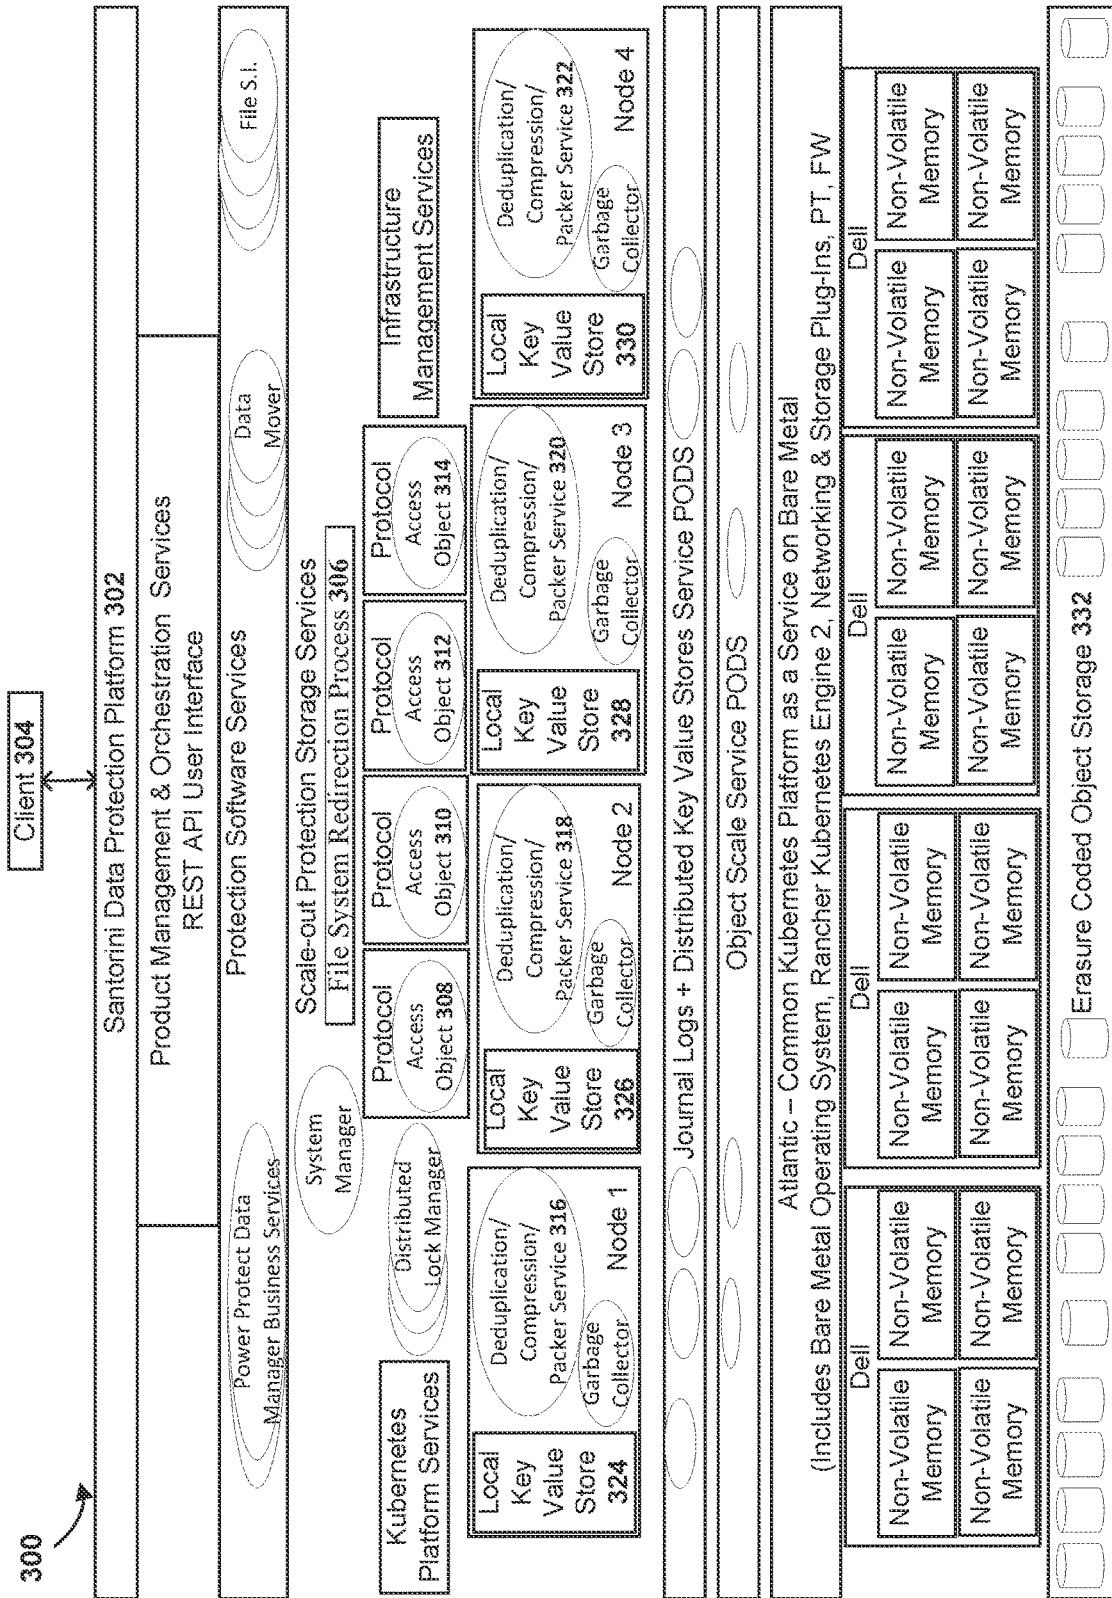 300
Client 304
Santorini Data Protection Platform 302
Product Management & Orchestration Services
REST API User Interface
Protection Software Services
Power Protect Data
Manager Business Services
Data
Mover
File S.I.
Scale-out Protection Storage Services
File System Redirection Process 306
System
Manager
Kubernetes
Platform Services
Distributed
Lock Manager
Protocol
Access
Object 308
Protocol
Access
Object 310
Protocol
Access
Object 312
Protocol
Access
Object 314
Infrastructure
Management Services
Local
Key
Value
Store
324
Deduplication/
Compression/
Packer Service 316
Garbage
Collector
Node 1
Local
Key
Value
Store
326
Deduplication/
Compression/
Packer Service 318
Garbage
Collector
Node 2
Local
Key
Value
Store
328
Deduplication/
Compression/
Packer Service 320
Garbage
Collector
Node 3
Local
Key
Value
Store
330
Deduplication/
Compression/
Packer Service 322
Garbage
Collector
Node 4
Journal Logs + Distributed Key Value Stores Service PODS
Object Scale Service PODS
Atlantic – Common Kubernetes Platform as a Service on Bare Metal
(Includes Bare Metal Operating System, Rancher Kubernetes Engine 2, Networking & Storage Plug-Ins, PT, FW
Dell
Non-Volatile
Memory
Non-Volatile
Memory
Non-Volatile
Memory
Non-Volatile
Memory
Dell
Non-Volatile
Memory
Non-Volatile
Memory
Non-Volatile
Memory
Non-Volatile
Memory
Dell
Non-Volatile
Memory
Non-Volatile
Memory
Non-Volatile
Memory
Non-Volatile
Memory
Dell
Non-Volatile
Memory
Non-Volatile
Memory
Non-Volatile
Memory
Non-Volatile
Memory
Erasure Coded Object Storage 332